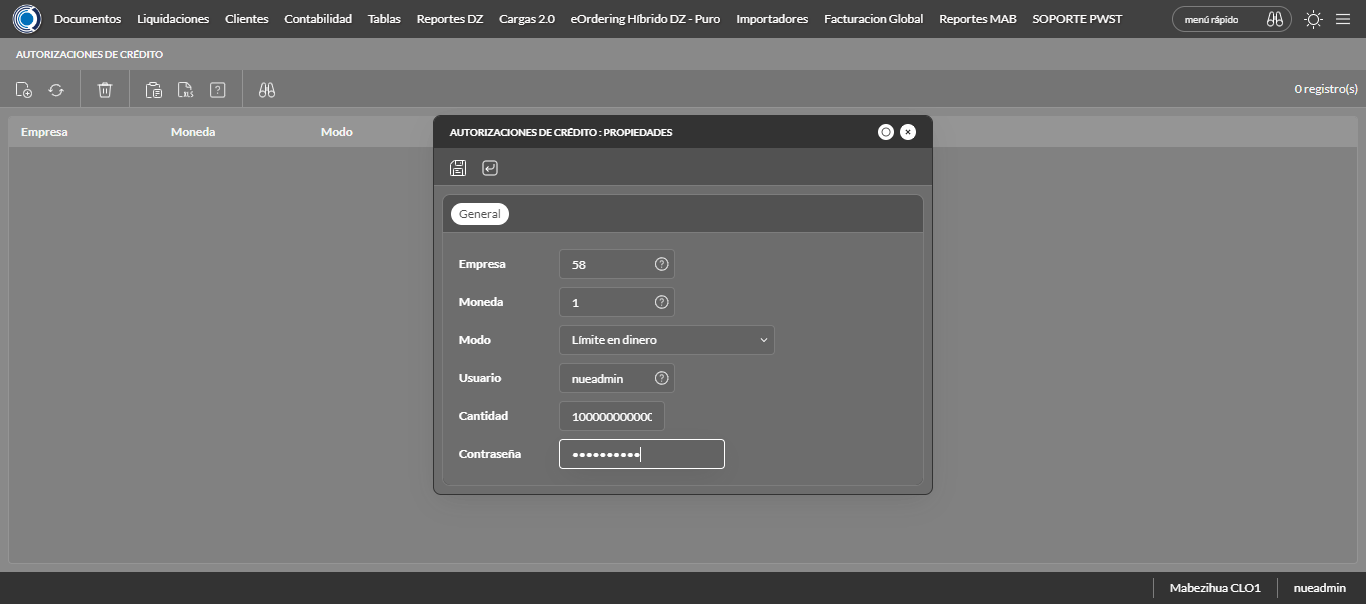 Documentos Liquidaciones Clientes Contabilidad Tablas Reportes DZ Cargas 2.0 eOrdering Híbrido DZ - Puro Importadores Facturacion Global Reportes MAB SOPORTE PWST menú rápido
AUTORIZACIONES DE CRÉDITO
XLS ? 0 registro(s)
Empresa Moneda Modo
AUTORIZACIONES DE CRÉDITO : PROPIEDADES
General
Empresa 58 ?
Moneda 1 ?
Modo Límite en dinero
Usuario nueadmin ?
Cantidad
Contraseña ••••••••••
Mabezihua CLO1 nueadmin